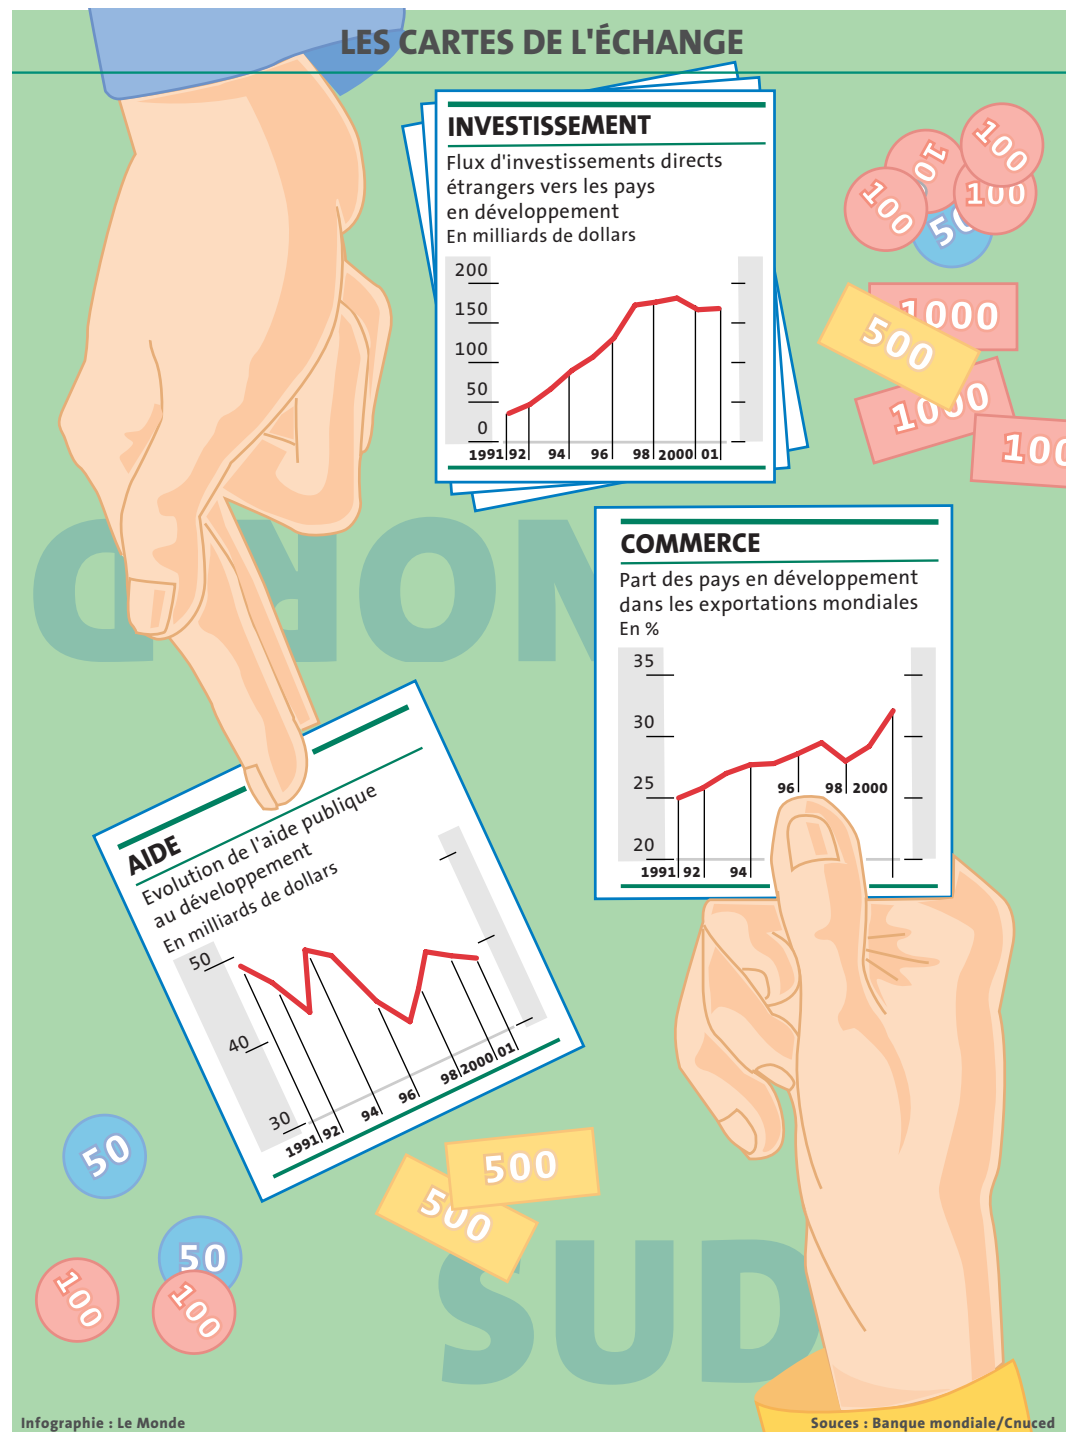 LES CARTES DE L'ÉCHANGE
INVESTISSEMENT
Flux d'investissements directs
étrangers vers les pays
en développement
En milliards de dollars
200
150
100
50
0
1991 92 94 96 98 2000 01
100
100
100
100
50
1000
500
1000
100
NORD
COMMERCE
Part des pays en développement
dans les exportations mondiales
En %
35
30
25
20
96 98 2000
1991 92 94
AIDE
Evolution de l'aide publique
au développement
En milliards de dollars
50
40
30
1991 92 94 96 98 2000 01
50
50
100
100
500
500
SUD
Infographie : Le Monde
Souces : Banque mondiale/Cnuced